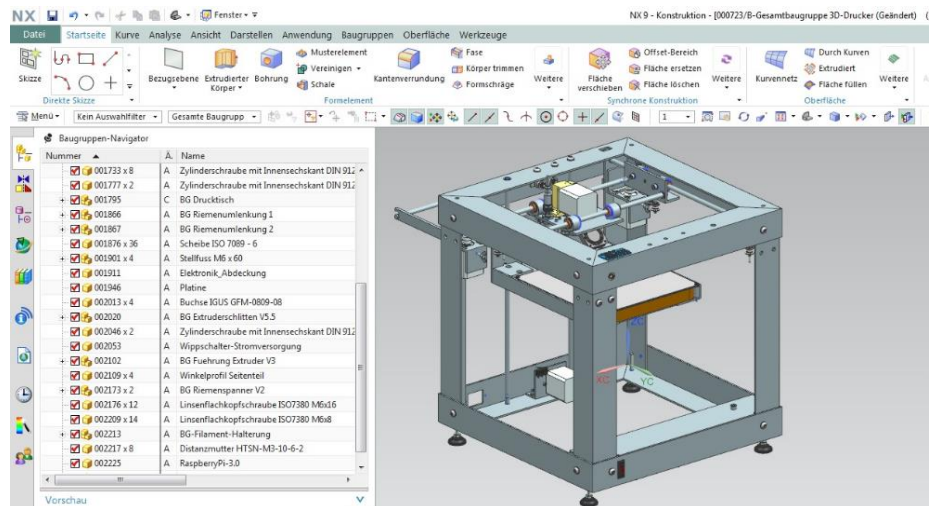 NX
Fenster
NX 9 - Konstruktion - [000723/B-Gesamtbaugruppe 3D-Drucker (Geändert)
Datei Startseite Kurve Analyse Ansicht Darstellen Anwendung Baugruppen Oberfläche Werkzeuge
Skizze
Direkte Skizze
Bezugsebene Extrudierter Körper Bohrung
Musterelement
Vereinigen
Schale
Kantenverrundung
Fase
Körper trimmen
Formschräge
Weitere
Formelement
Fläche verschieben
Offset-Bereich
Fläche ersetzen
Fläche löschen
Weitere
Synchrone Konstruktion
Kurvennetz
Durch Kurven
Extrudiert
Fläche füllen
Weitere
Oberfläche
Menü Kein Auswahlfilter Gesamte Baugrupp 1
Baugruppen-Navigator
Nummer Ä. Name
001733 x 8 A Zylinderschraube mit Innensechskant DIN 912
001777 x 2 A Zylinderschraube mit Innensechskant DIN 912
001795 C BG Drucktisch
001866 A BG Riemenumlenkung 1
001867 A BG Riemenumlenkung 2
001876 x 36 A Scheibe ISO 7089 - 6
001901 x 4 A Stellfuss M6 x 60
001911 A Elektronik_Abdeckung
001946 A Platine
002013 x 4 A Buchse IGUS GFM-0809-08
002020 A BG Extruderschlitten V5.5
002046 x 2 A Zylinderschraube mit Innensechskant DIN 912
002053 A Wippschalter-Stromversorgung
002102 A BG Fuehrung Extruder V3
002109 x 4 A Winkelprofil Seitenteil
002173 x 2 A BG Riemenspanner V2
002176 x 12 A Linsenflachkopfschraube ISO7380 M6x16
002209 x 14 A Linsenflachkopfschraube ISO7380 M6x8
002213 A BG-Filament-Halterung
002217 x 8 A Distanzmutter HTSN-M3-10-6-2
002225 A RaspberryPi-3.0
Vorschau
ZC
XC
YC